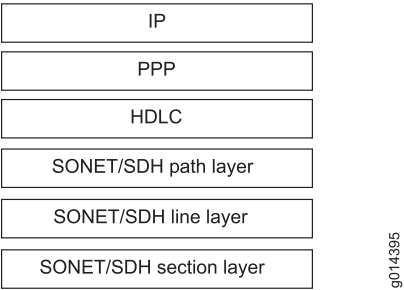 IP
PPP
HDLC
SONET/SDH path layer
SONET/SDH line layer
SONET/SDH section layer
g014395